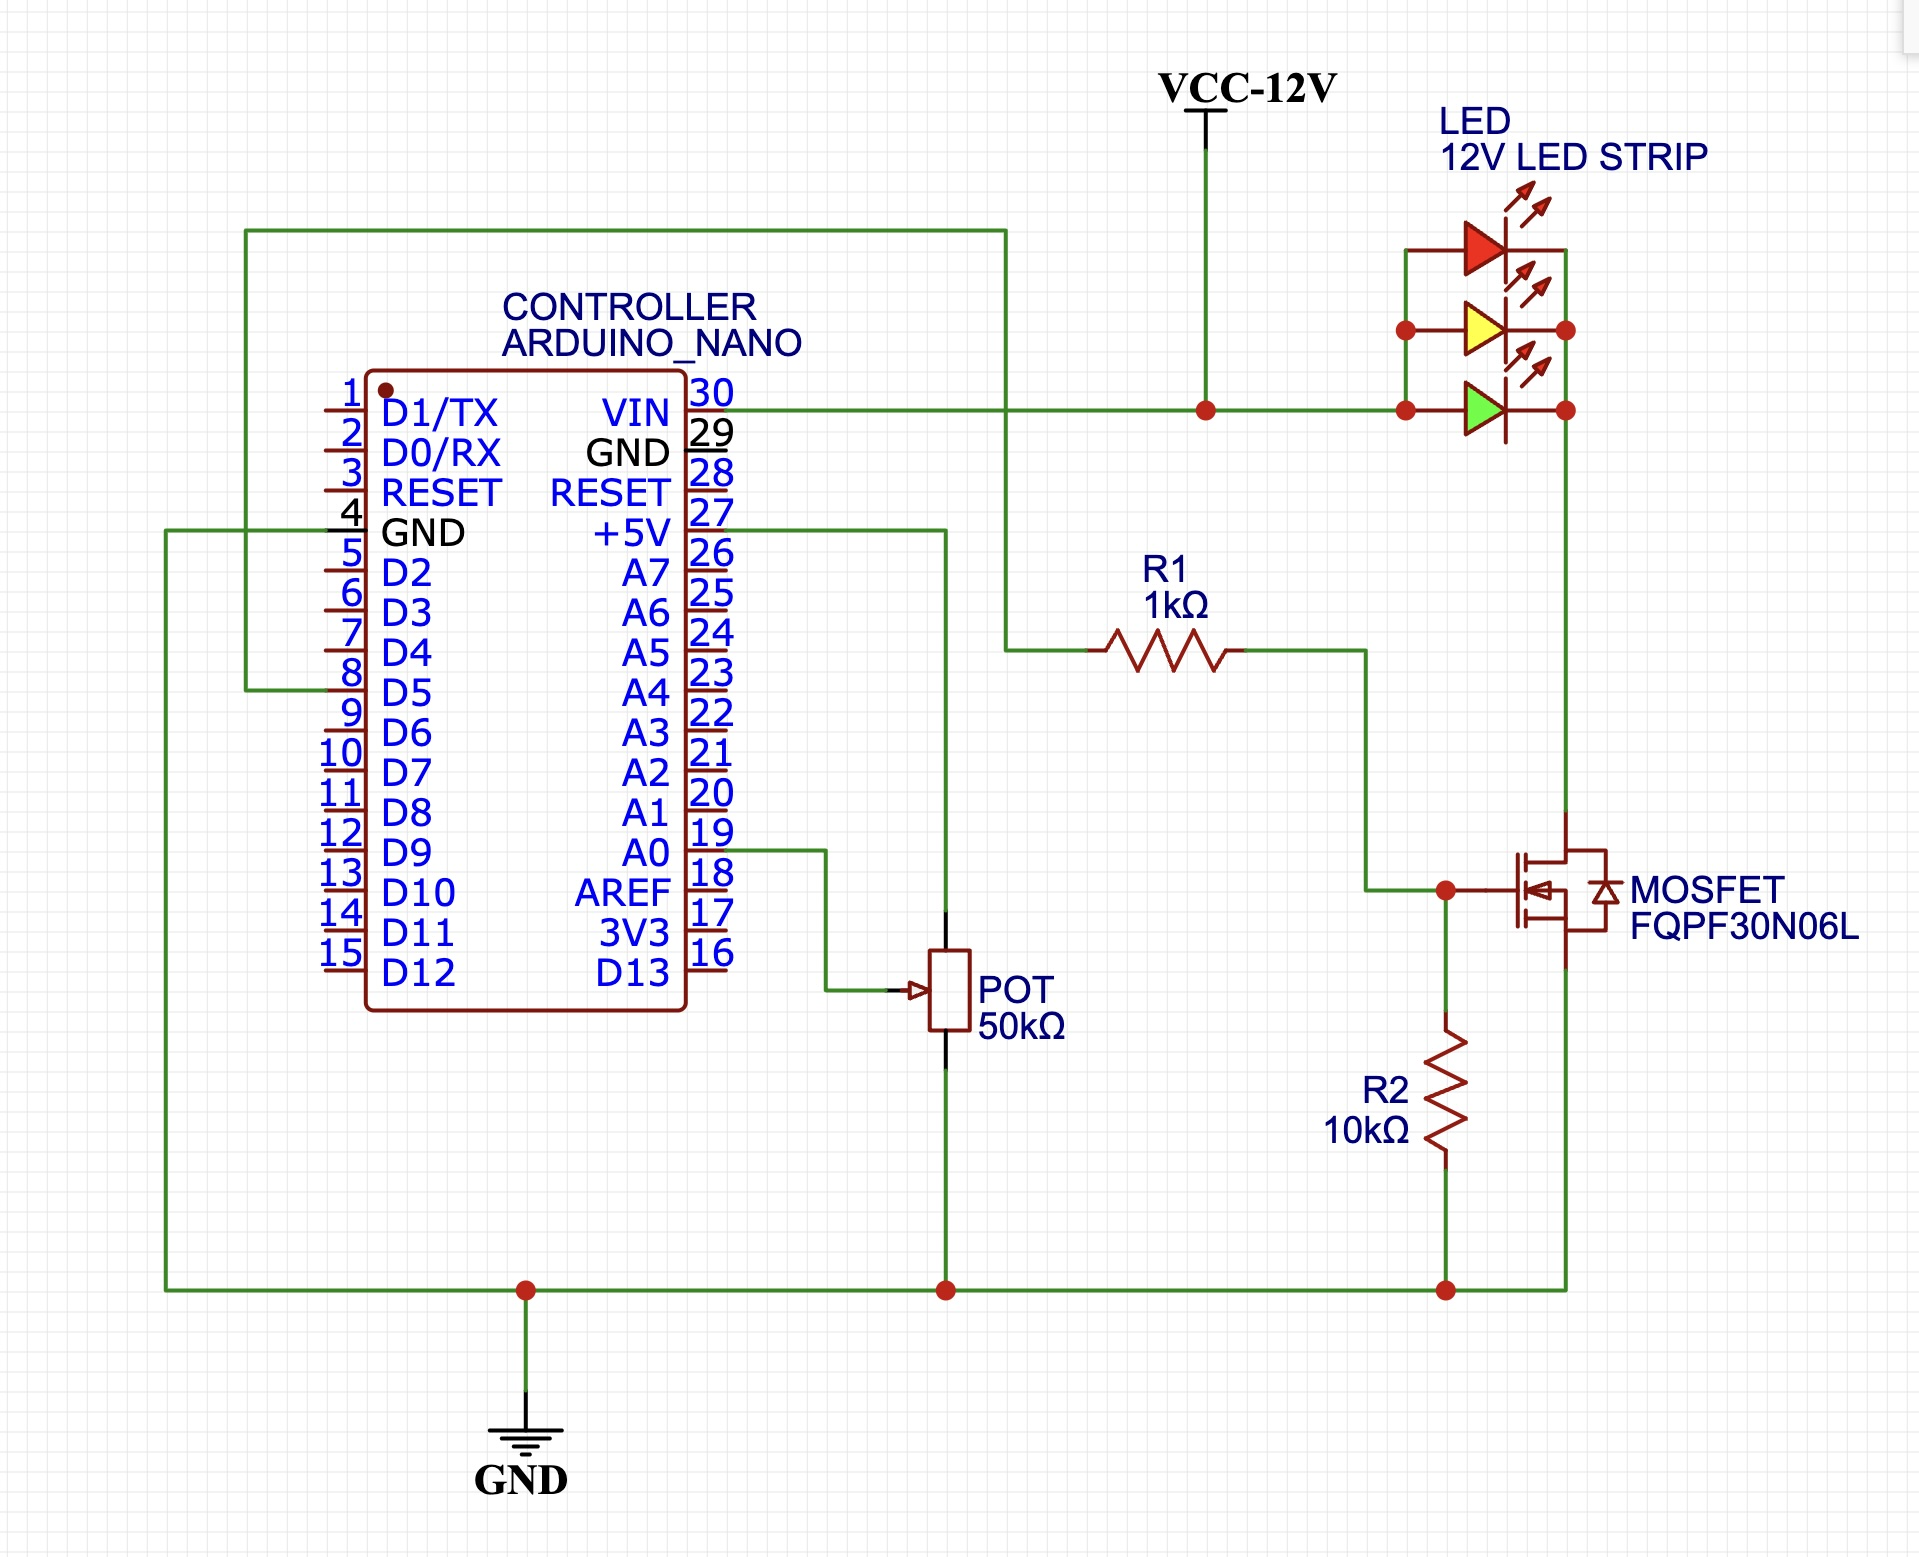 VCC-12V
LED
12V LED STRIP
CONTROLLER
ARDUINO_NANO
1 D1/TX VIN 30
2 D0/RX GND 29
3 RESET RESET 28
4 GND +5V 27
5 D2 A7 26
6 D3 A6 25
7 D4 A5 24
8 D5 A4 23
9 D6 A3 22
10 D7 A2 21
11 D8 A1 20
12 D9 A0 19
13 D10 AREF 18
14 D11 3V3 17
15 D12 D13 16
R1
1kΩ
MOSFET
FQPF30N06L
POT
50kΩ
R2
10kΩ
GND